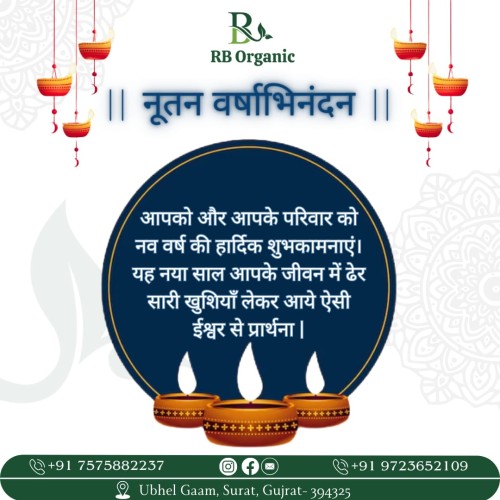 RB
RB Organic
|| नूतन वर्षाभिनंदन ||
आपको और आपके परिवार को
नव वर्ष की हार्दिक शुभकामनाएं।
यह नया साल आपके जीवन में ढेर
सारी खुशियाँ लेकर आये ऐसी
ईश्वर से प्रार्थना |
+91 7575882237
+91 9723652109
Ubhel Gaam, Surat, Gujrat- 394325